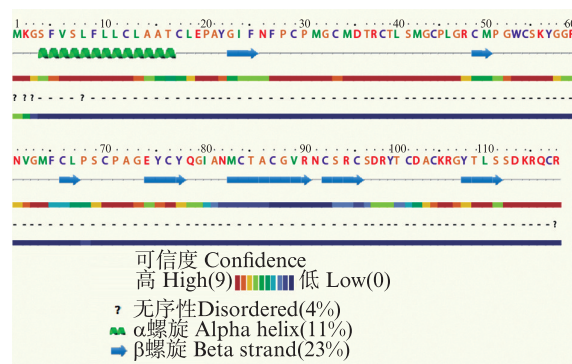 1 10 20 30 40 50 60
MKGSFVSLFLLCLAATCLEPAYGIFNFPCPMGCMDTRCTLSMGCPLGRCMPGWCSKYGGF
???----?----------------------------------------------------
70 80 90 100 110
NVGMFCLPSCPAGEYCYQGIANMCTACGVRNCSRCSDRYTCDACKRGYTLSSDKRQCR
---------------------------------------------------------?
可信度 Confidence
高 High(9) 低 Low(0)
? 无序性Disordered(4%)
α螺旋 Alpha helix(11%)
β螺旋 Beta strand(23%)